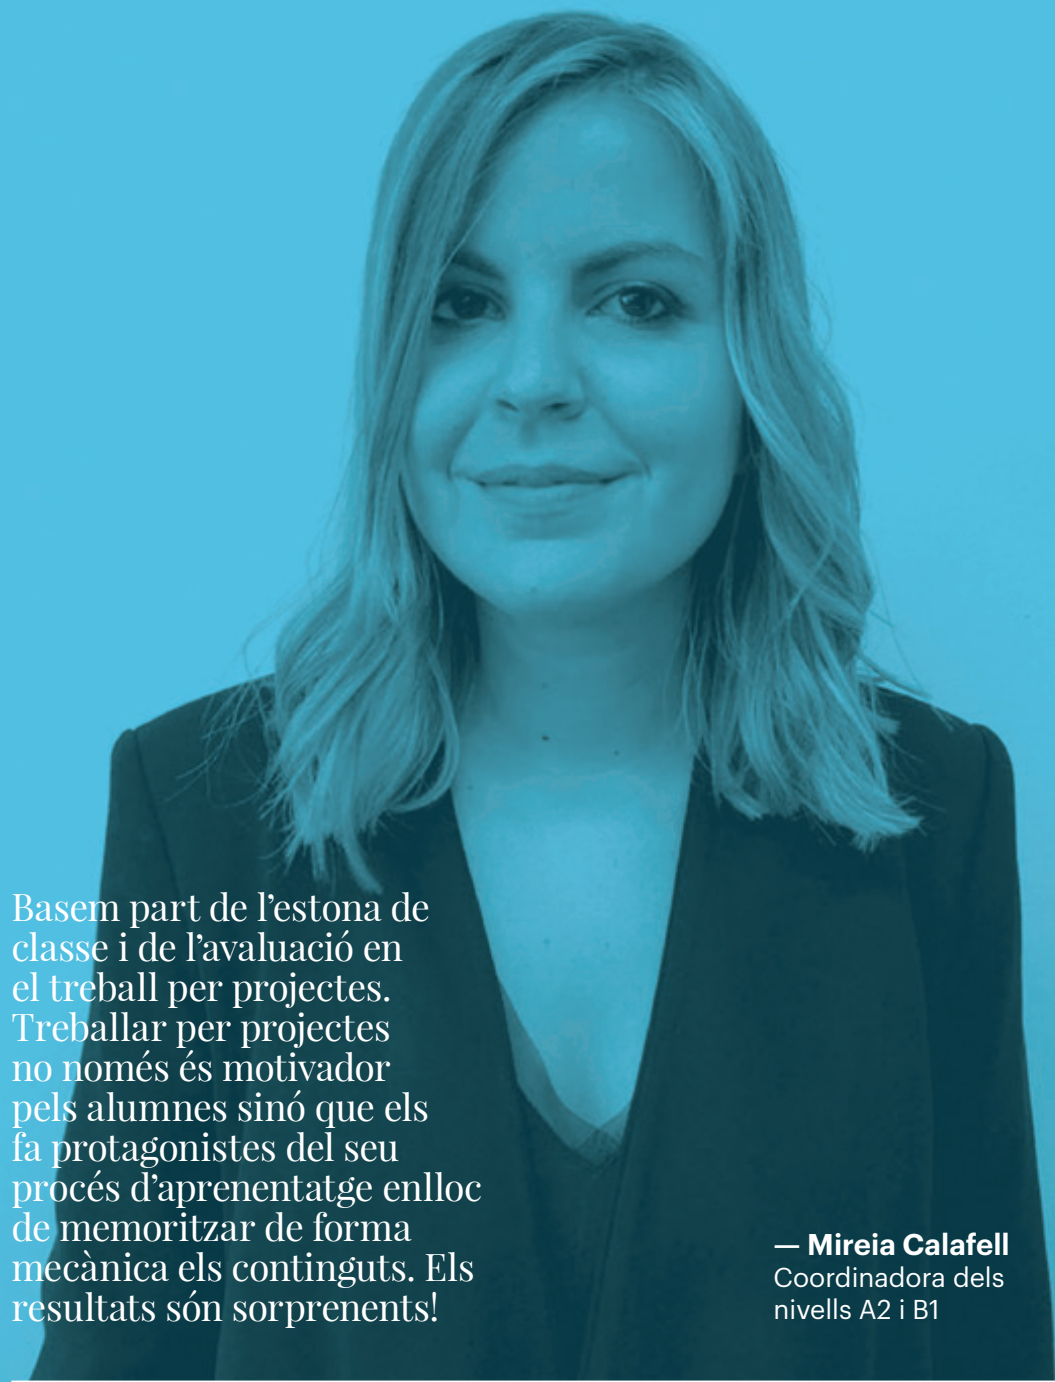 Basem part de l’estona de
classe i de l’avaluació en
el treball per projectes.
Treballar per projectes
no només és motivador
pels alumnes sinó que els
fa protagonistes del seu
procés d’aprenentatge enlloc
de memoritzar de forma
mecànica els continguts. Els
resultats són sorprenents!
— Mireia Calafell
Coordinadora dels
nivells A2 i B1